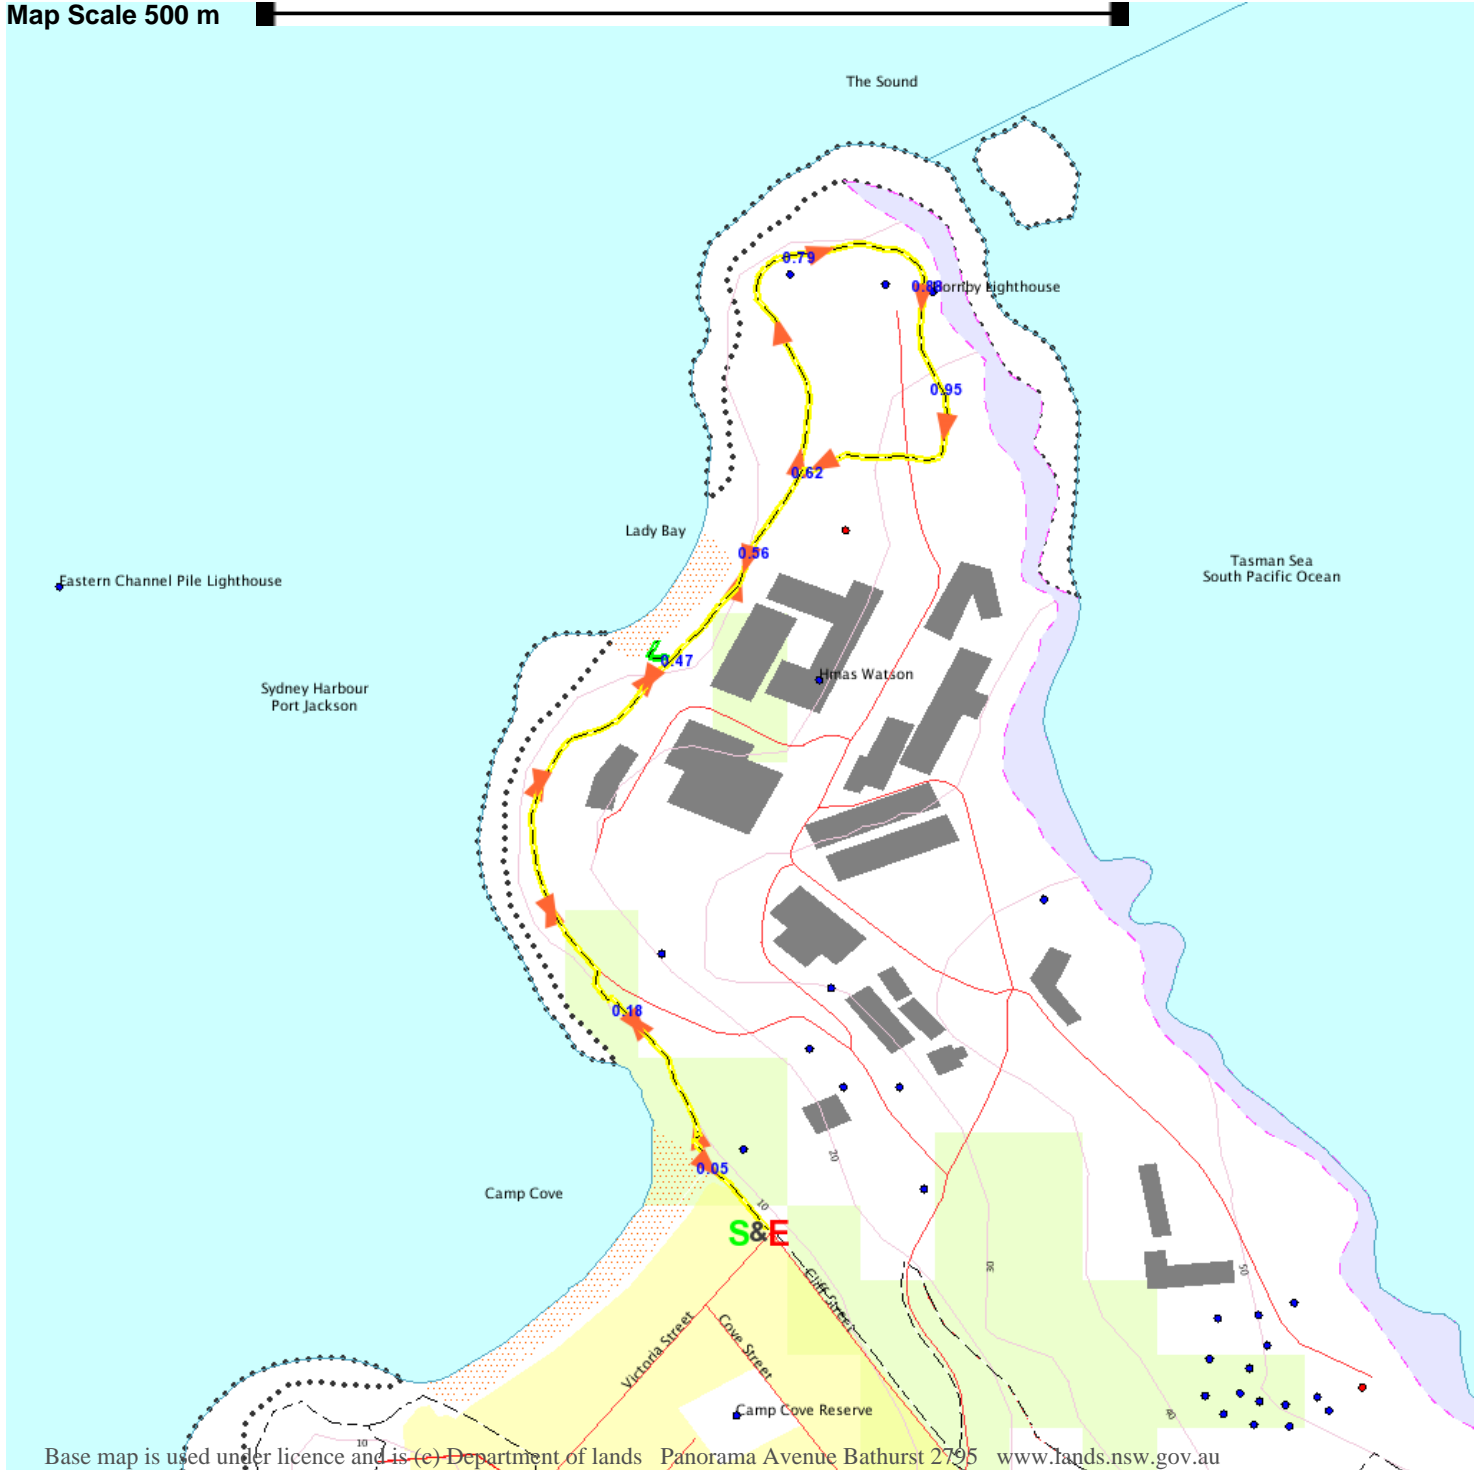 Map Scale 500 m
The Sound
0.79
0.88
Hornby Lighthouse
0.95
0.62
Lady Bay
0.56
Tasman Sea
South Pacific Ocean
Eastern Channel Pile Lighthouse
0.47
Hmas Watson
Sydney Harbour
Port Jackson
0.18
20
0.05
Camp Cove
10
S&E
30
50
Cliff Street
Victoria Street
Cove Street
40
Camp Cove Reserve
10
Base map is used under licence and is (c) Department of lands Panorama Avenue Bathurst 2795 www.lands.nsw.gov.au